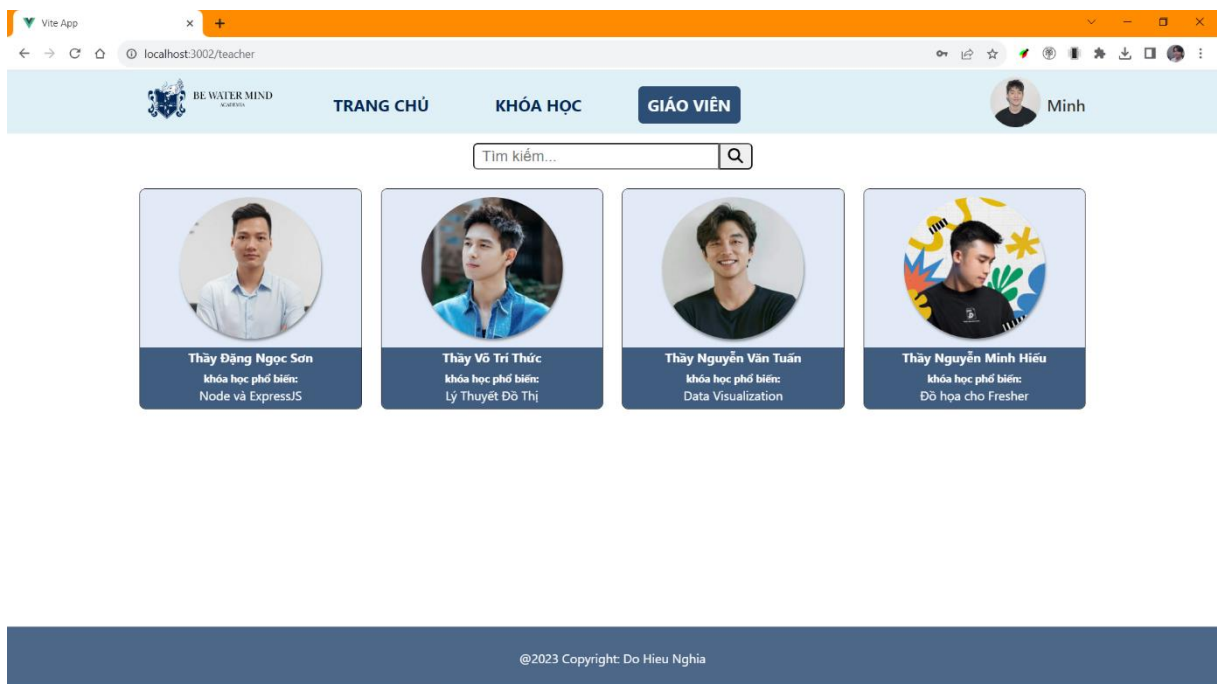 Vite App
localhost:3002/teacher
BE WATER MIND
ACADEMIA
TRANG CHỦ
KHÓA HỌC
GIÁO VIÊN
Minh
Tìm kiếm...
Thầy Đặng Ngọc Sơn
khóa học phổ biến:
Node và ExpressJS
Thầy Võ Trí Thức
khóa học phổ biến:
Lý Thuyết Đồ Thị
Thầy Nguyễn Văn Tuấn
khóa học phổ biến:
Data Visualization
Thầy Nguyễn Minh Hiếu
khóa học phổ biến:
Đồ họa cho Fresher
@2023 Copyright: Do Hieu Nghia